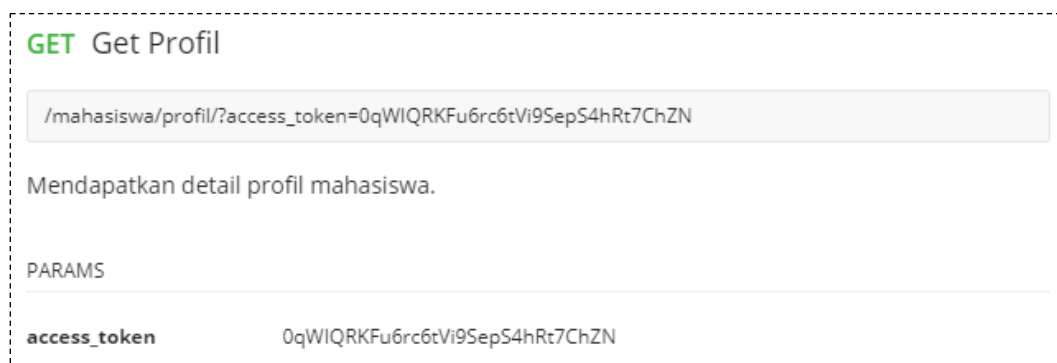 GET Get Profil
/mahasiswa/profil/?access_token=0qWIQRKFu6rc6tVi9SepS4hRt7ChZN
Mendapatkan detail profil mahasiswa.
PARAMS
access_token 0qWIQRKFu6rc6tVi9SepS4hRt7ChZN